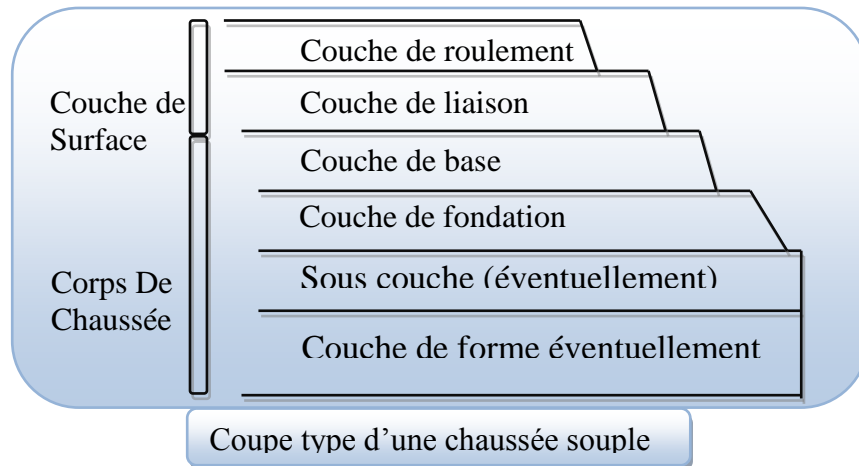 Couche de roulement
Couche de liaison
Couche de
Surface
Couche de base
Couche de fondation
Sous couche (éventuellement)
Corps De
Chaussée
Couche de forme éventuellement
Coupe type d’une chaussée souple